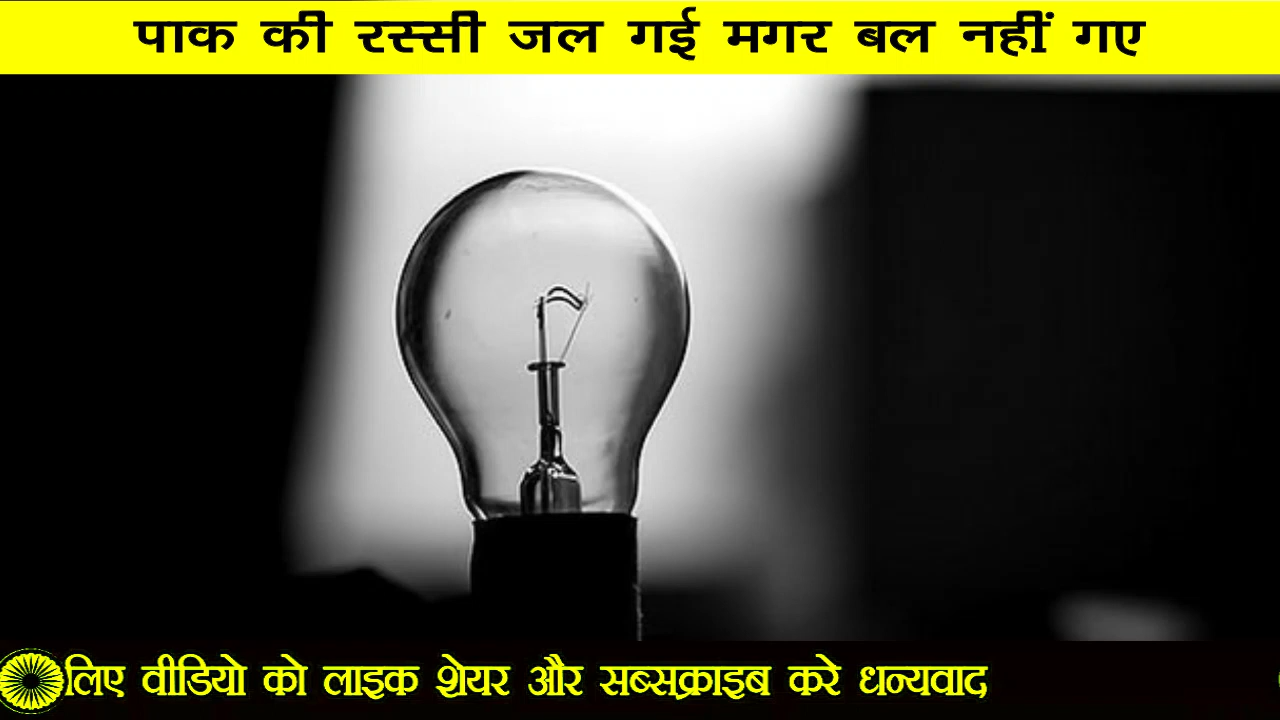 पाक की रस्सी जल गई मगर बल नहीं गए
लिए वीडियो को लाइक शेयर और सब्सक्राइब करे धन्यवाद